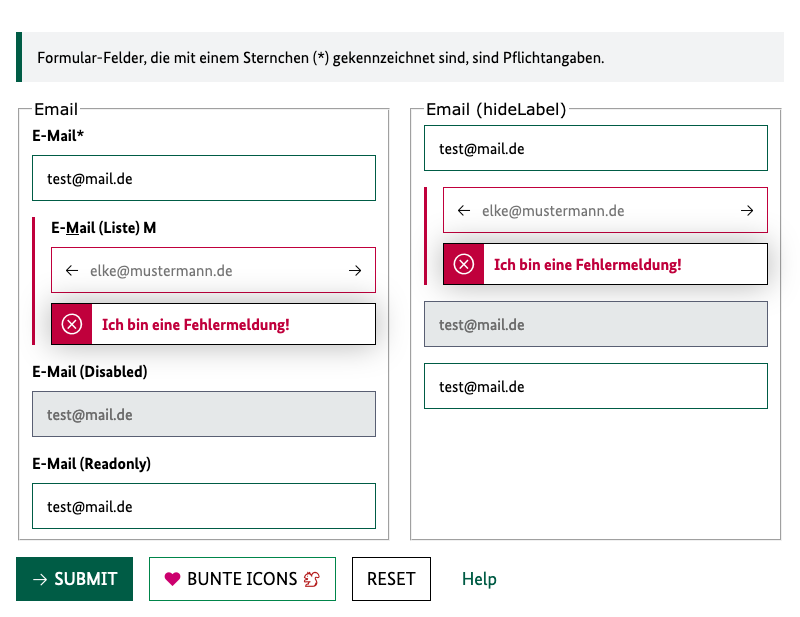 Formular-Felder, die mit einem Sternchen (*) gekennzeichnet sind, sind Pflichtangaben.
Email
E-Mail*
test@mail.de
E-Mail (Liste) M
elke@mustermann.de
Ich bin eine Fehlermeldung!
E-Mail (Disabled)
test@mail.de
E-Mail (Readonly)
test@mail.de
Email (hideLabel)
test@mail.de
elke@mustermann.de
Ich bin eine Fehlermeldung!
test@mail.de
test@mail.de
SUBMIT
BUNTE ICONS
RESET
Help